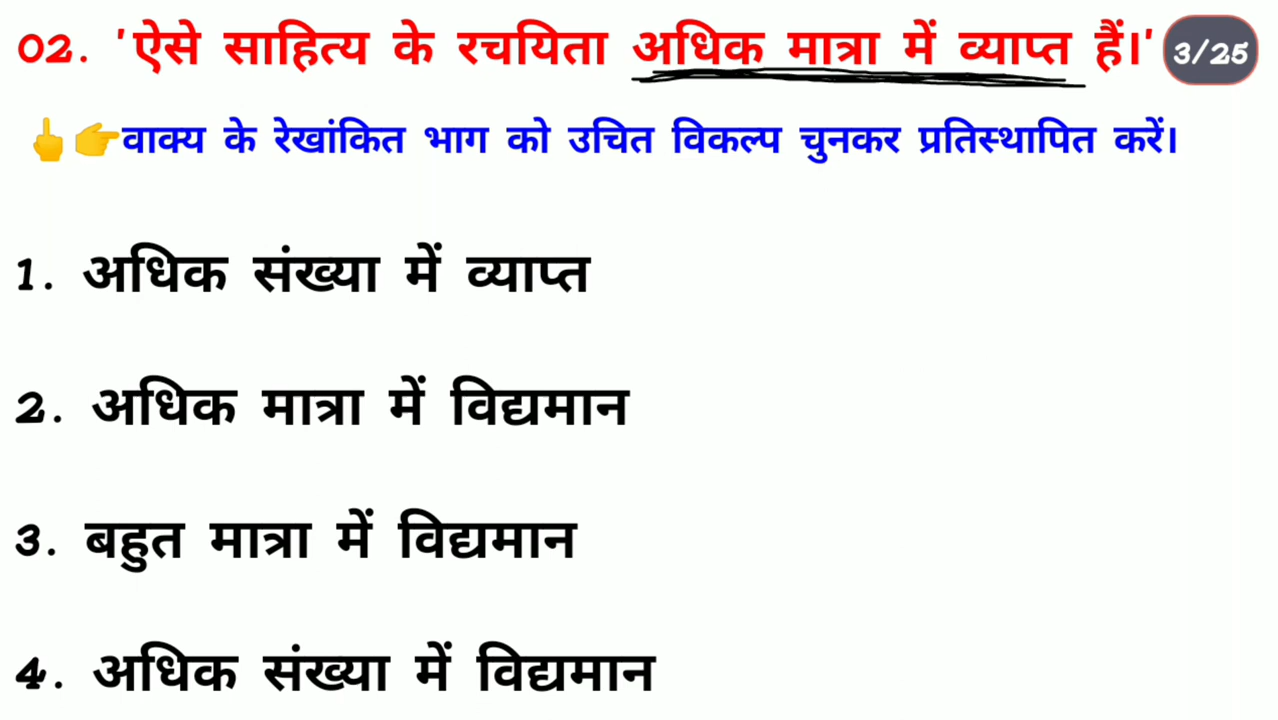 02. 'ऐसे साहित्य के रचयिता अधिक मात्रा में व्याप्त हैं।' 3/25
👆👉वाक्य के रेखांकित भाग को उचित विकल्प चुनकर प्रतिस्थापित करें।
1. अधिक संख्या में व्याप्त
2. अधिक मात्रा में विद्यमान
3. बहुत मात्रा में विद्यमान
4. अधिक संख्या में विद्यमान